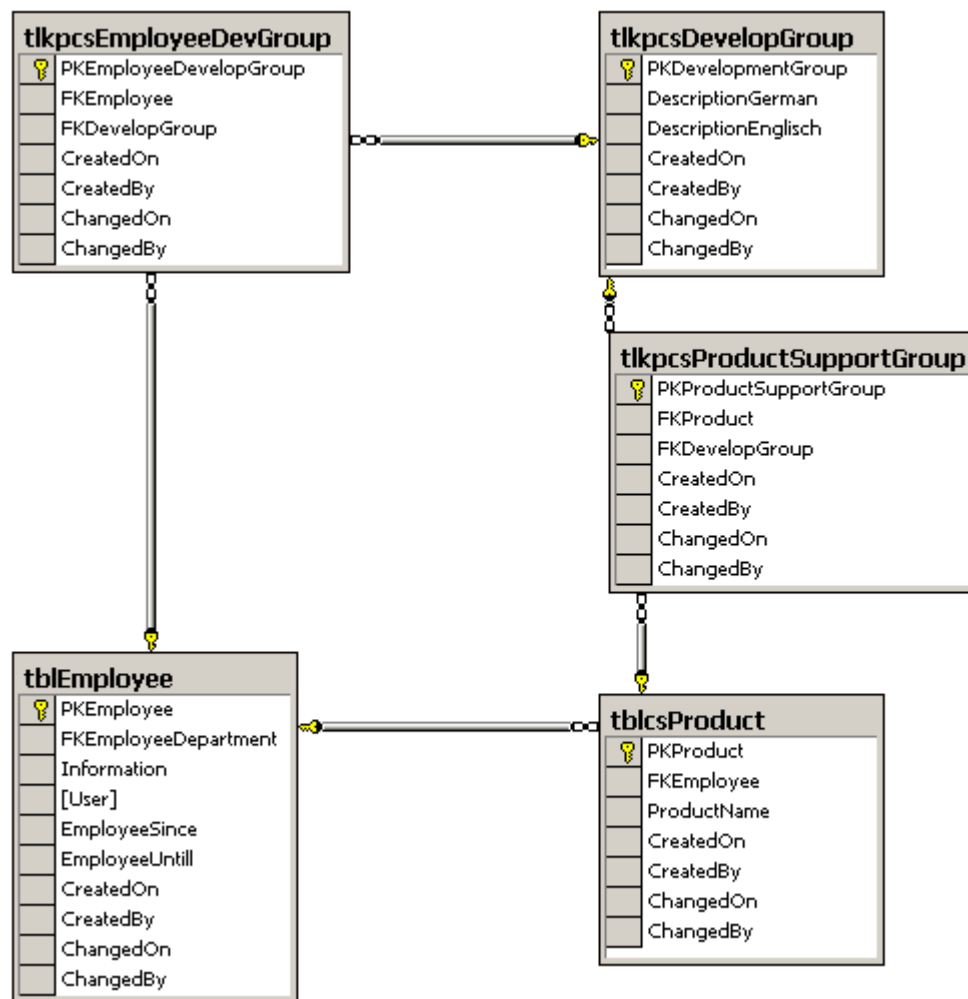 tlkpcsEmployeeDevGroup
PKEmployeeDevelopGroup
FKEmployee
FKDevelopGroup
CreatedOn
CreatedBy
ChangedOn
ChangedBy
tlkpcsDevelopGroup
PKDevelopmentGroup
DescriptionGerman
DescriptionEnglisch
CreatedOn
CreatedBy
ChangedOn
ChangedBy
tlkpcsProductSupportGroup
PKProductSupportGroup
FKProduct
FKDevelopGroup
CreatedOn
CreatedBy
ChangedOn
ChangedBy
tblEmployee
PKEmployee
FKEmployeeDepartment
Information
[User]
EmployeeSince
EmployeeUntill
CreatedOn
CreatedBy
ChangedOn
ChangedBy
tblcsProduct
PKProduct
FKEmployee
ProductName
CreatedOn
CreatedBy
ChangedOn
ChangedBy